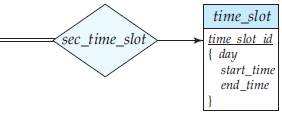 time_slot
sec_time_slot
time_slot_id
{ day
start_time
end_time
}